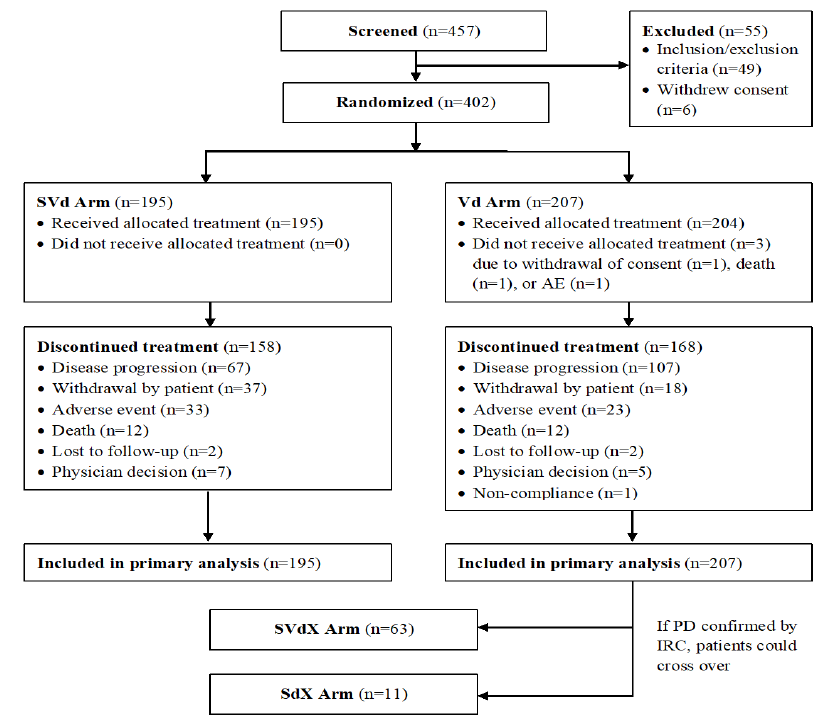 Screened (n=457)
Excluded (n=55)
• Inclusion/exclusion
criteria (n=49)
• Withdrew consent
(n=6)
Randomized (n=402)
SVd Arm (n=195)
• Received allocated treatment (n=195)
• Did not receive allocated treatment (n=0)
Vd Arm (n=207)
• Received allocated treatment (n=204)
• Did not receive allocated treatment (n=3)
due to withdrawal of consent (n=1), death
(n=1), or AE (n=1)
Discontinued treatment (n=158)
• Disease progression (n=67)
• Withdrawal by patient (n=37)
• Adverse event (n=33)
• Death (n=12)
• Lost to follow-up (n=2)
• Physician decision (n=7)
Discontinued treatment (n=168)
• Disease progression (n=107)
• Withdrawal by patient (n=18)
• Adverse event (n=23)
• Death (n=12)
• Lost to follow-up (n=2)
• Physician decision (n=5)
• Non-compliance (n=1)
Included in primary analysis (n=195)
Included in primary analysis (n=207)
SVdX Arm (n=63)
If PD confirmed by
IRC, patients could
cross over
SdX Arm (n=11)